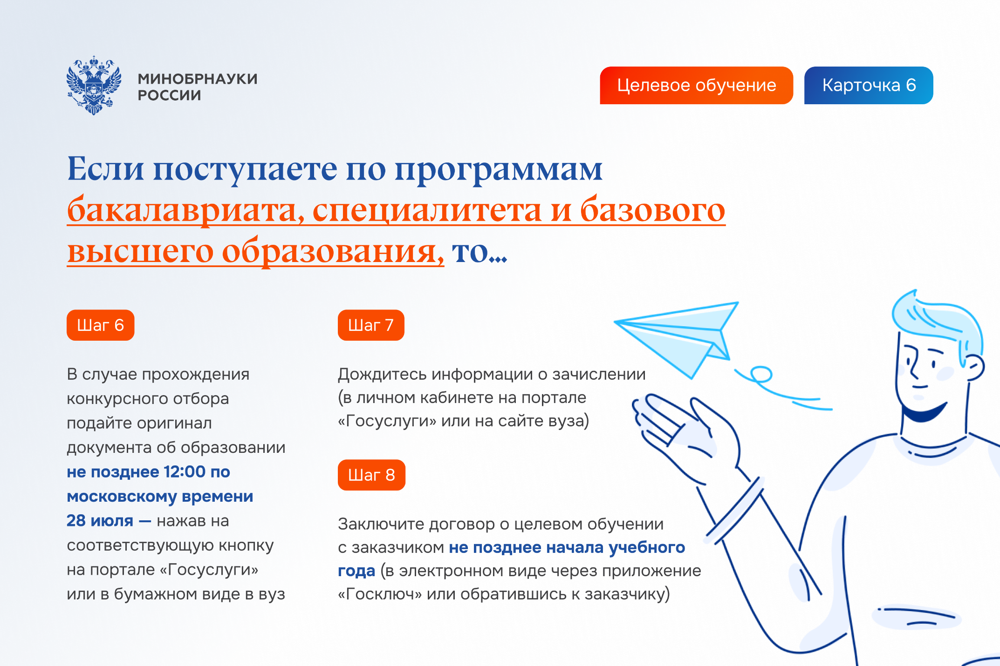 МИНОБРНАУКИ
РОССИИ
Целевое обучение
Карточка 6
Если поступаете по программам
бакалавриата, специалитета и базового
высшего образования, то...
Шаг 6
В случае прохождения
конкурсного отбора
подайте оригинал
документа об образовании
не позднее 12:00 по
московскому времени
28 июля — нажав на
соответствующую кнопку
на портале «Госуслуги»
или в бумажном виде в вуз
Шаг 7
Дождитесь информации о зачислении
(в личном кабинете на портале
«Госуслуги» или на сайте вуза)
Шаг 8
Заключите договор о целевом обучении
с заказчиком не позднее начала учебного
года (в электронном виде через приложение
«Госключ» или обратившись к заказчику)